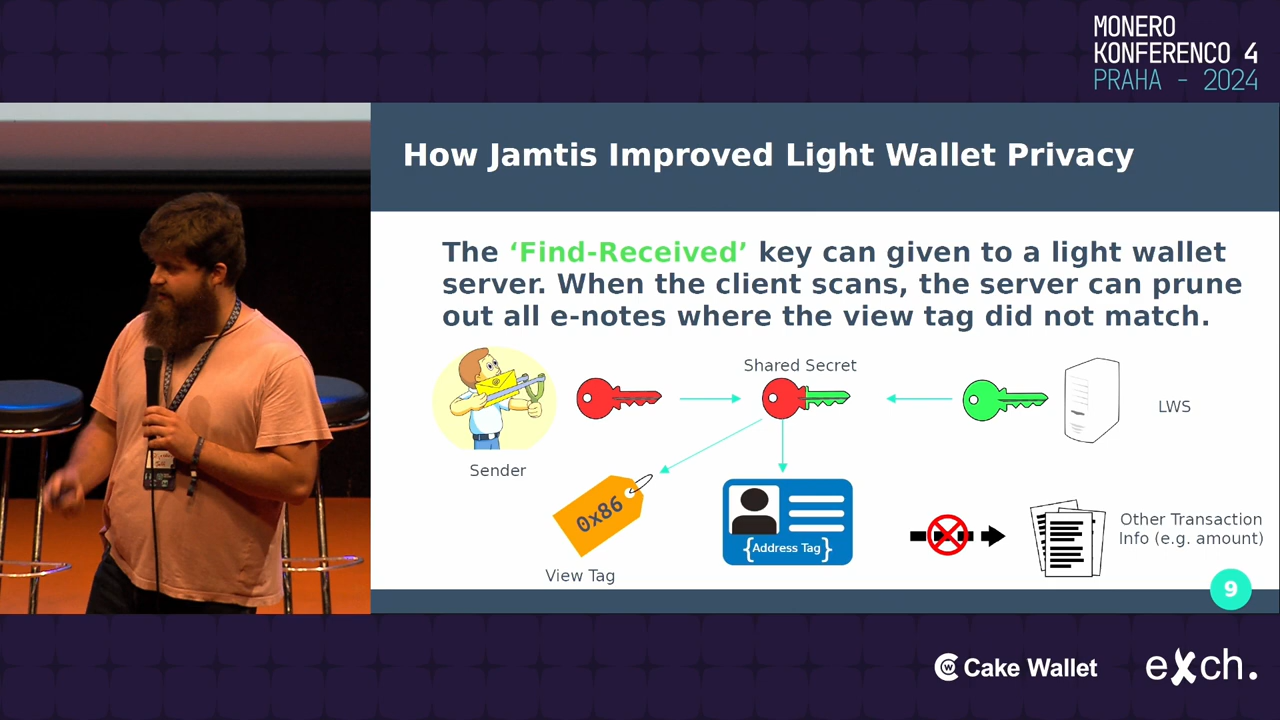 MONERO
KONFERENCO 4
PRAHA - 2024
How Jamtis Improved Light Wallet Privacy
The ‘Find-Received’ key can given to a light wallet
server. When the client scans, the server can prune
out all e-notes where the view tag did not match.
Shared Secret
LWS
Sender
@
0x86
{Address Tag}
View Tag
Other Transaction
Info (e.g. amount)
9
Cake Wallet
eXch.